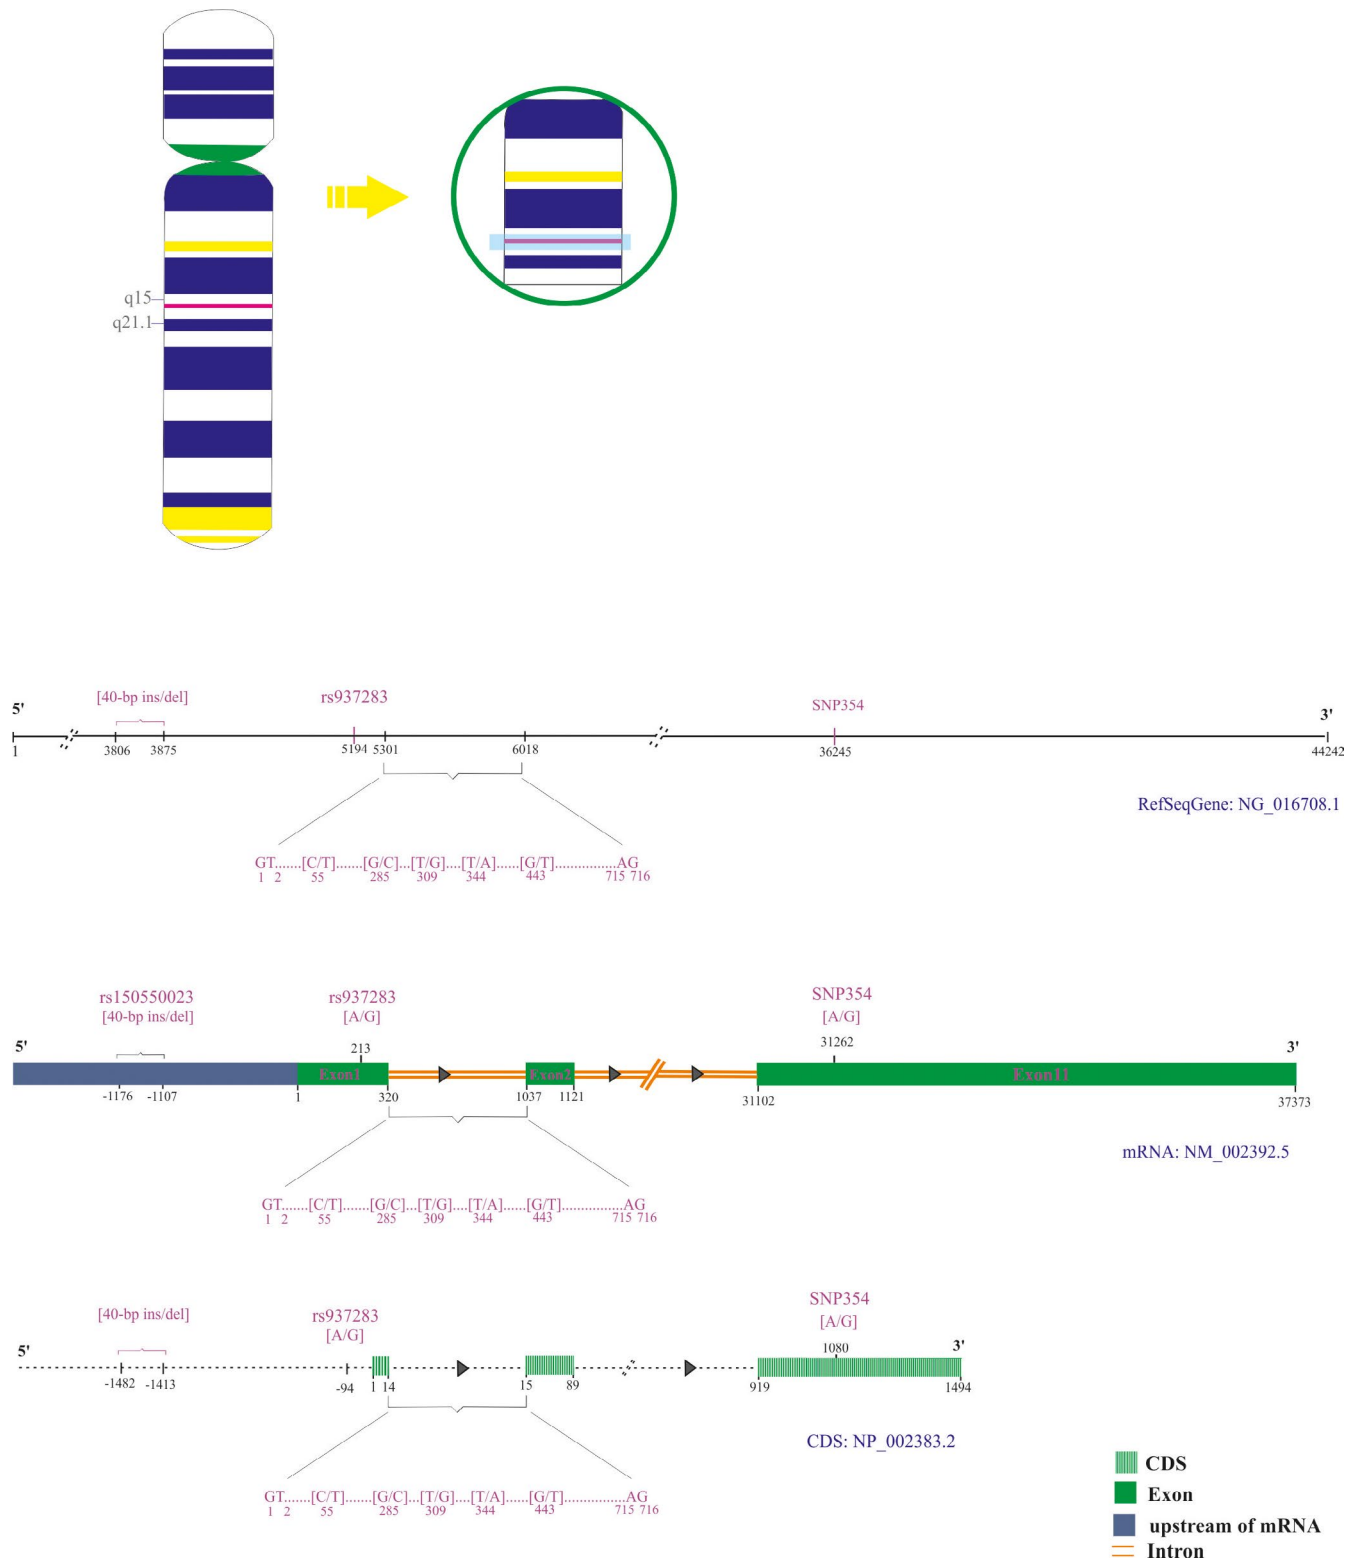 q15
q21.1
[40-bp ins/del] rs937283 SNP354
5' 3'
1 3806 3875 5194 5301 6018 36245 44242
RefSeqGene: NG_016708.1
GT.......[C/T].......[G/C]...[T/G]....[T/A]......[G/T]................AG
1 2 55 285 309 344 443 715 716
rs150550023 rs937283 SNP354
[40-bp ins/del] [A/G] [A/G]
5' 213 31262 3'
Exon1 Exon2 Exon11
-1176 -1107 1 320 1037 1121 31102 37373
mRNA: NM_002392.5
GT.......[C/T].......[G/C]...[T/G]....[T/A]......[G/T]................AG
1 2 55 285 309 344 443 715 716
[40-bp ins/del] rs937283 SNP354
[A/G] [A/G]
5' 1080 3'
-1482 -1413 -94 1 14 15 89 919 1494
CDS: NP_002383.2
GT.......[C/T].......[G/C]...[T/G]....[T/A]......[G/T]................AG
1 2 55 285 309 344 443 715 716
CDS
Exon
upstream of mRNA
Intron